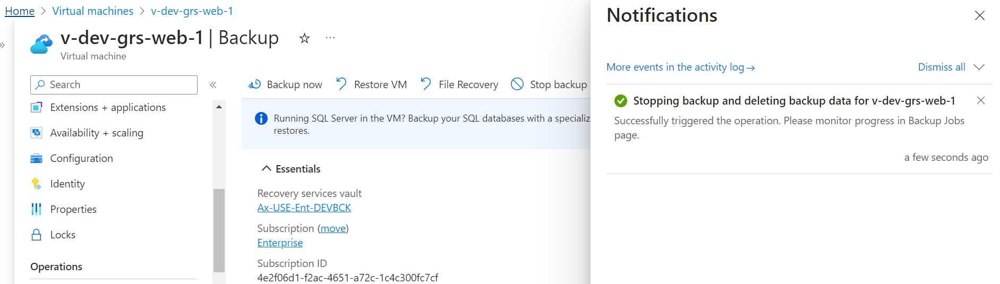 Home > Virtual machines > v-dev-grs-web-1
v-dev-grs-web-1 | Backup
Virtual machine
Search
Extensions + applications
Availability + scaling
Configuration
Identity
Properties
Locks
Operations
Backup now
Restore VM
File Recovery
Stop backup
Running SQL Server in the VM? Backup your SQL databases with a specializ
restores.
Essentials
Recovery services vault
Ax-USE-Ent-DEVBCK
Subscription (move)
Enterprise
Subscription ID
4e2f06d1-f2ac-4651-a72c-1c4c300fc7cf
Notifications
More events in the activity log→
Dismiss all
Stopping backup and deleting backup data for v-dev-grs-web-1
Successfully triggered the operation. Please monitor progress in Backup Jobs
page.
a few seconds ago